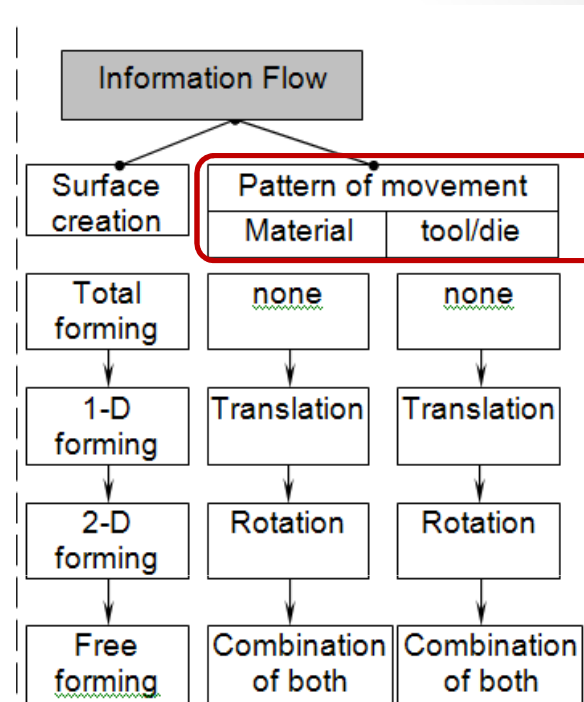 Information Flow
Surface
creation
Pattern of movement
Material
tool/die
Total
forming
none
none
1-D
forming
Translation
Translation
2-D
forming
Rotation
Rotation
Free
forming
Combination
of both
Combination
of both